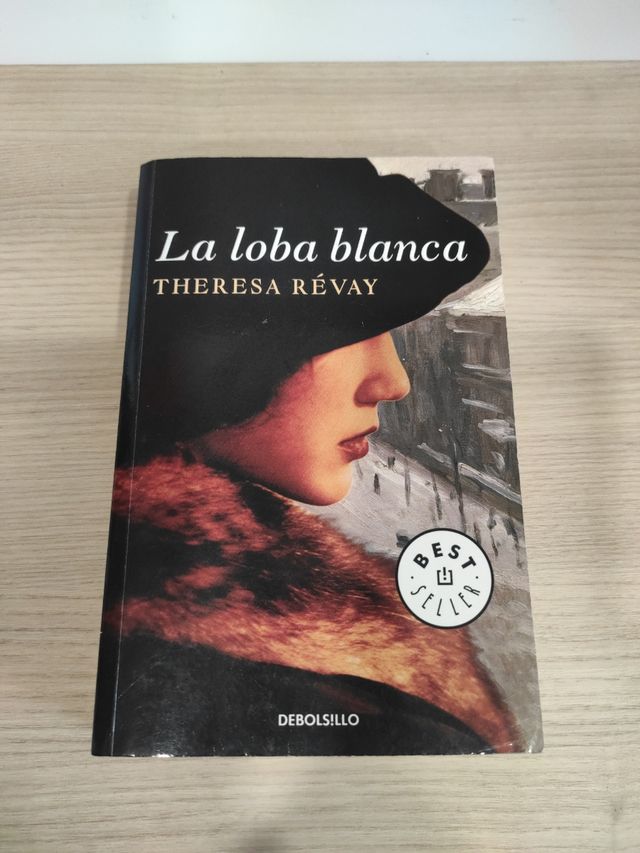 La loba blanca
THERESA RÉVAY
BEST
SELLER
DEBOLS!LLO